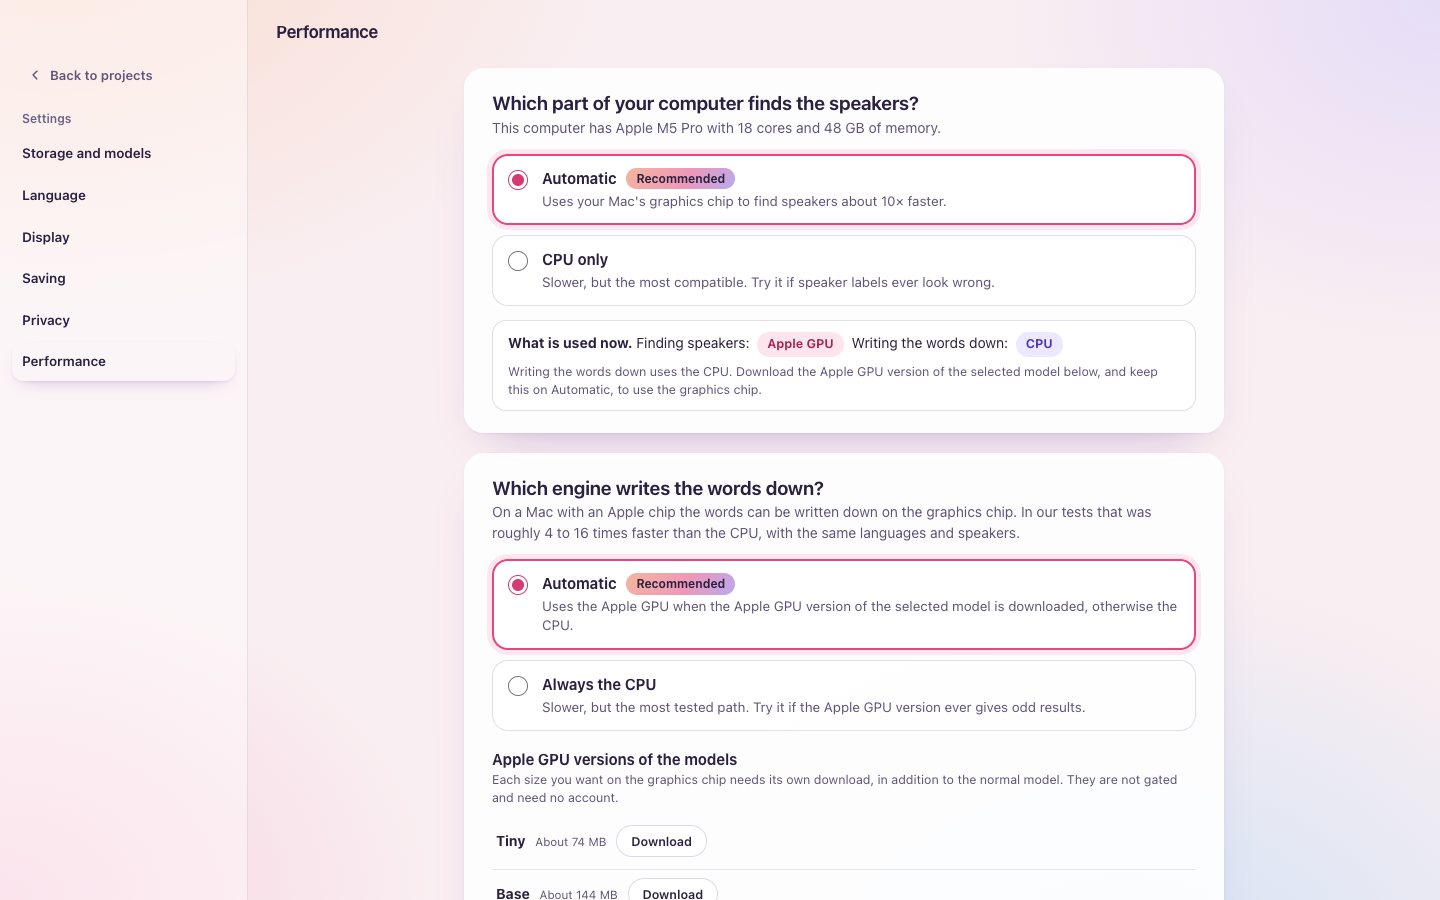 Performance
Back to projects
Settings
Storage and models
Language
Display
Saving
Privacy
Performance
Which part of your computer finds the speakers?
This computer has Apple M5 Pro with 18 cores and 48 GB of memory.
Automatic Recommended
Uses your Mac's graphics chip to find speakers about 10× faster.
CPU only
Slower, but the most compatible. Try it if speaker labels ever look wrong.
What is used now. Finding speakers: Apple GPU Writing the words down: CPU
Writing the words down uses the CPU. Download the Apple GPU version of the selected model below, and keep
this on Automatic, to use the graphics chip.
Which engine writes the words down?
On a Mac with an Apple chip the words can be written down on the graphics chip. In our tests that was
roughly 4 to 16 times faster than the CPU, with the same languages and speakers.
Automatic Recommended
Uses the Apple GPU when the Apple GPU version of the selected model is downloaded, otherwise the
CPU.
Always the CPU
Slower, but the most tested path. Try it if the Apple GPU version ever gives odd results.
Apple GPU versions of the models
Each size you want on the graphics chip needs its own download, in addition to the normal model. They are not gated
and need no account.
Tiny About 74 MB Download
Base About 144 MB Download